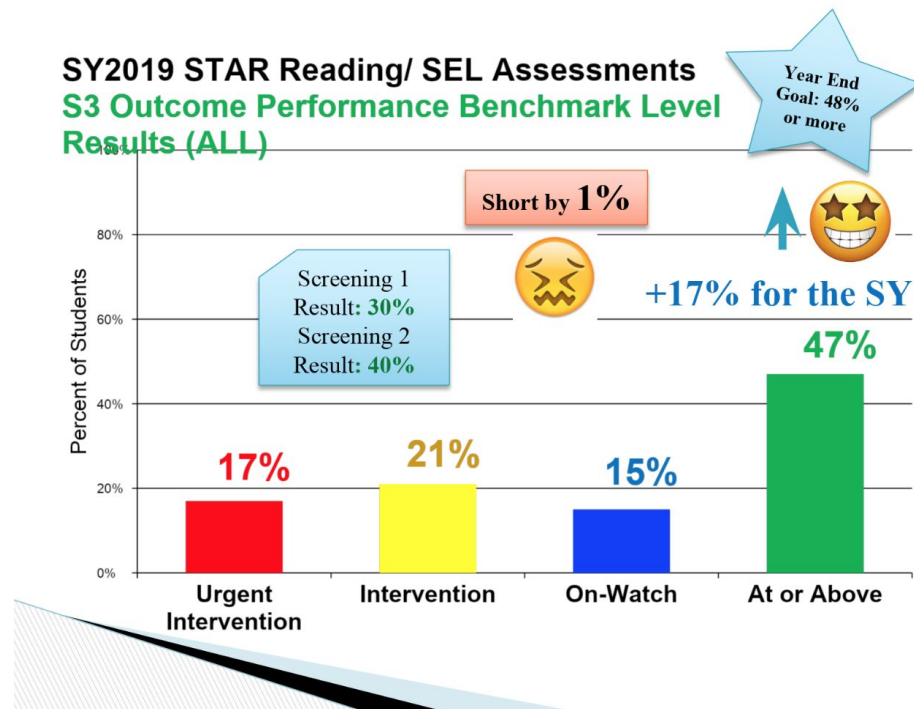 SY2019 STAR Reading/ SEL Assessments
S3 Outcome Performance Benchmark Level
Results (ALL)
Year End
Goal: 48%
or more
Short by 1%
+17% for the SY
Screening 1
Result: 30%
Screening 2
Result: 40%
Percent of Students
100%
80%
60%
40%
20%
0%
17%
21%
15%
47%
Urgent
Intervention
Intervention
On-Watch
At or Above